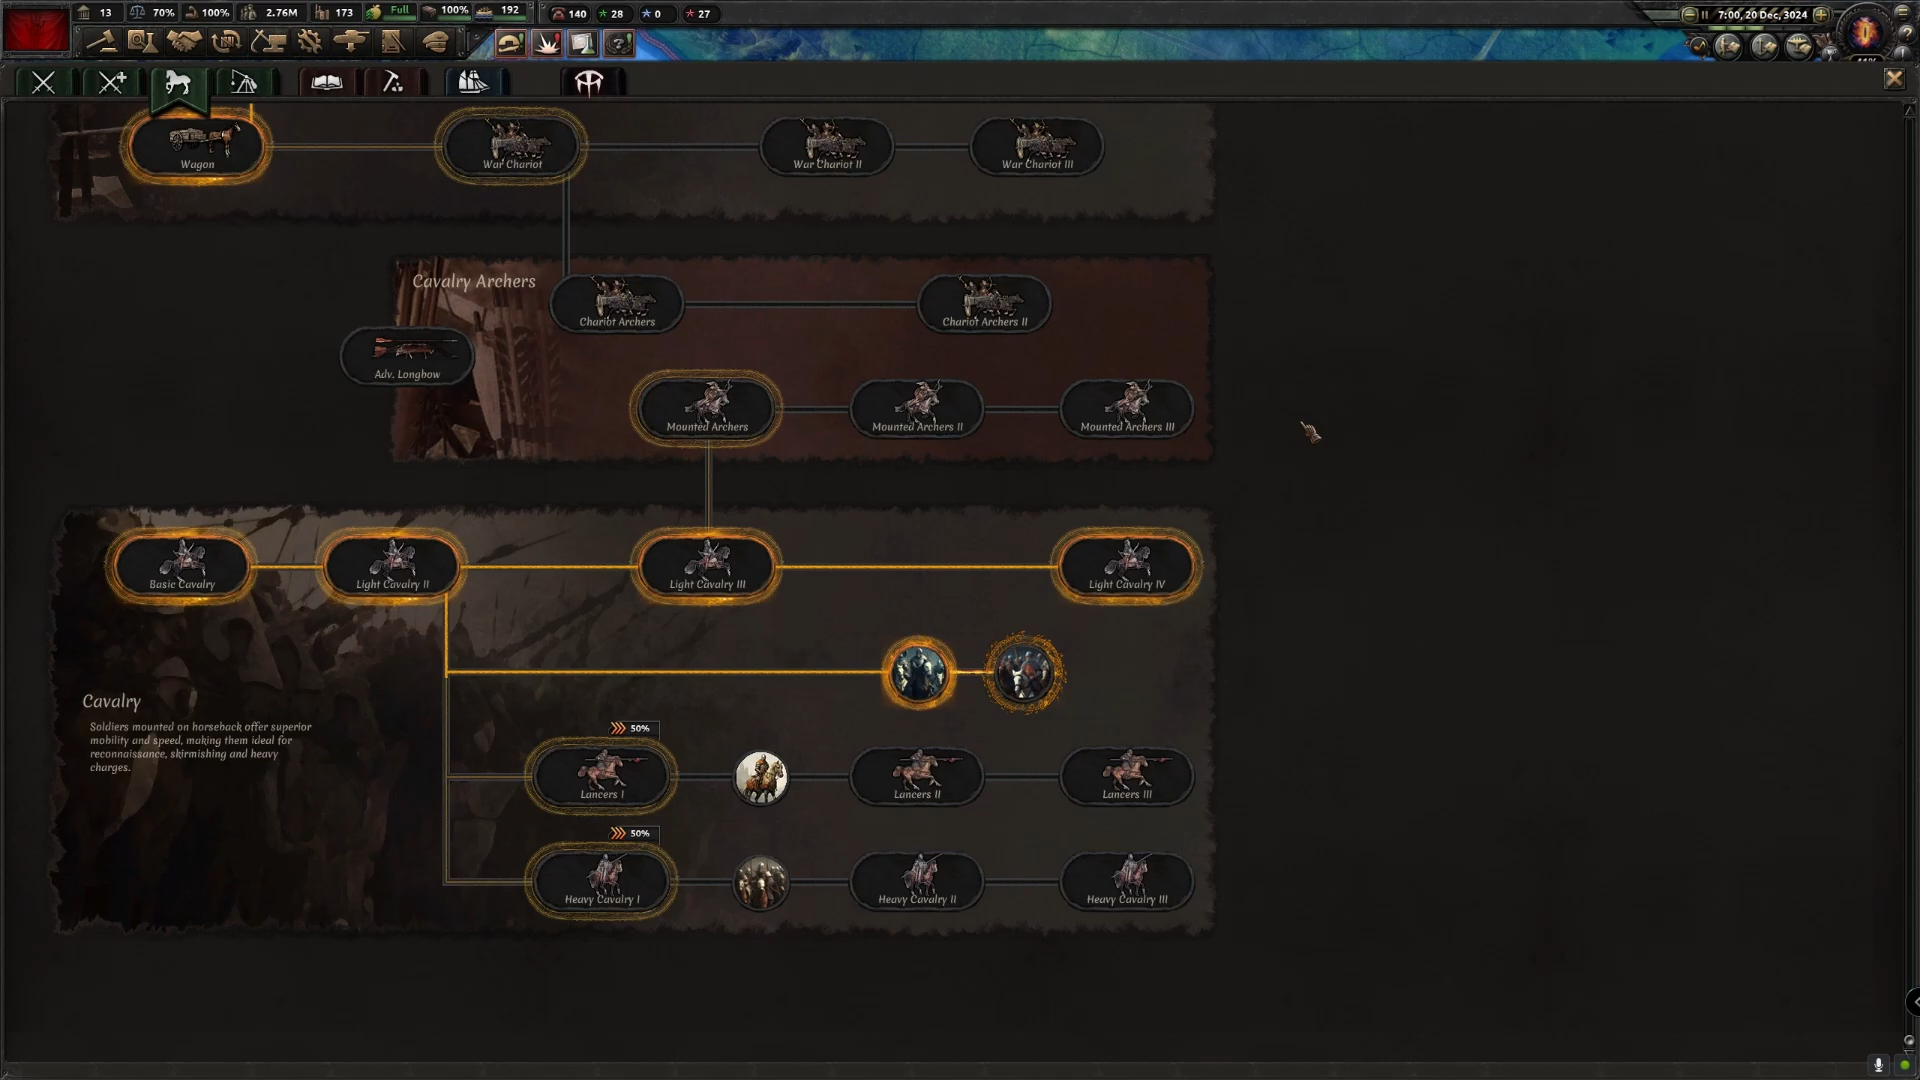 13 70% 100% 2.76M 173 Full 100% 192 140 28 0 27 7:00, 20 Dec, 3024
Wagon War Chariot War Chariot II War Chariot III
Cavalry Archers
Chariot Archers Chariot Archers II
Adv. Longbow
Mounted Archers Mounted Archers II Mounted Archers III
Basic Cavalry Light Cavalry II Light Cavalry III Light Cavalry IV
Cavalry
Soldiers mounted on horseback offer superior
mobility and speed, making them ideal for
reconnaissance, skirmishing and heavy
charges.
50%
Lancers I Lancers II Lancers III
50%
Heavy Cavalry I Heavy Cavalry II Heavy Cavalry III